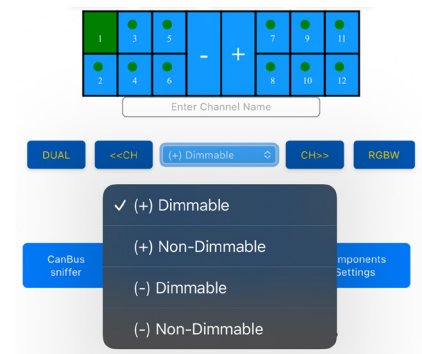 1 3 5 - + 7 9 11
2 4 6 8 10 12
Enter Channel Name
DUAL <<CH (+) Dimmable CH>> RGBW
✓ (+) Dimmable
(+) Non-Dimmable
(-) Dimmable
(-) Non-Dimmable
CanBus
sniffer
Settings